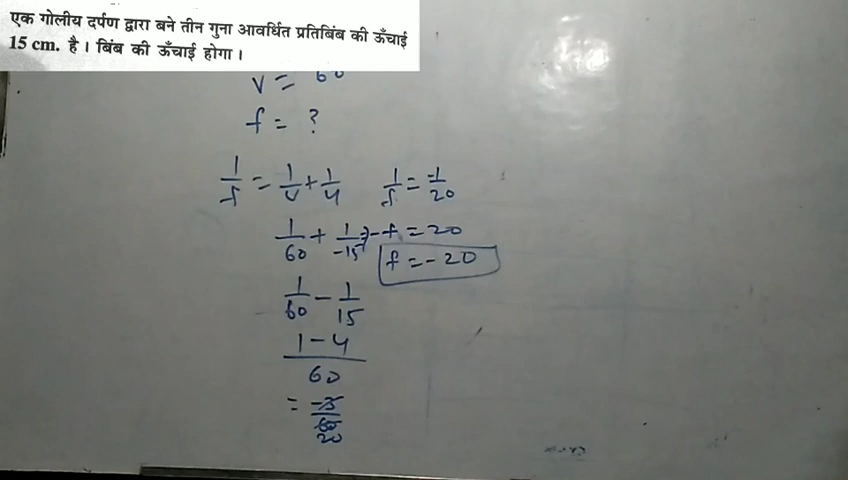 एक गोलीय दर्पण द्वारा बने तीन गुना आवर्धित प्रतिबिंब की ऊँचाई
15 cm. है। बिंब की ऊँचाई होगा।
v = 60
f = ?
1/f = 1/v + 1/u
1/60 + 1/-15
1/60 - 1/15
1-4/60
= -3/60
20
1/f = -1/20
-f = 20
f = -20